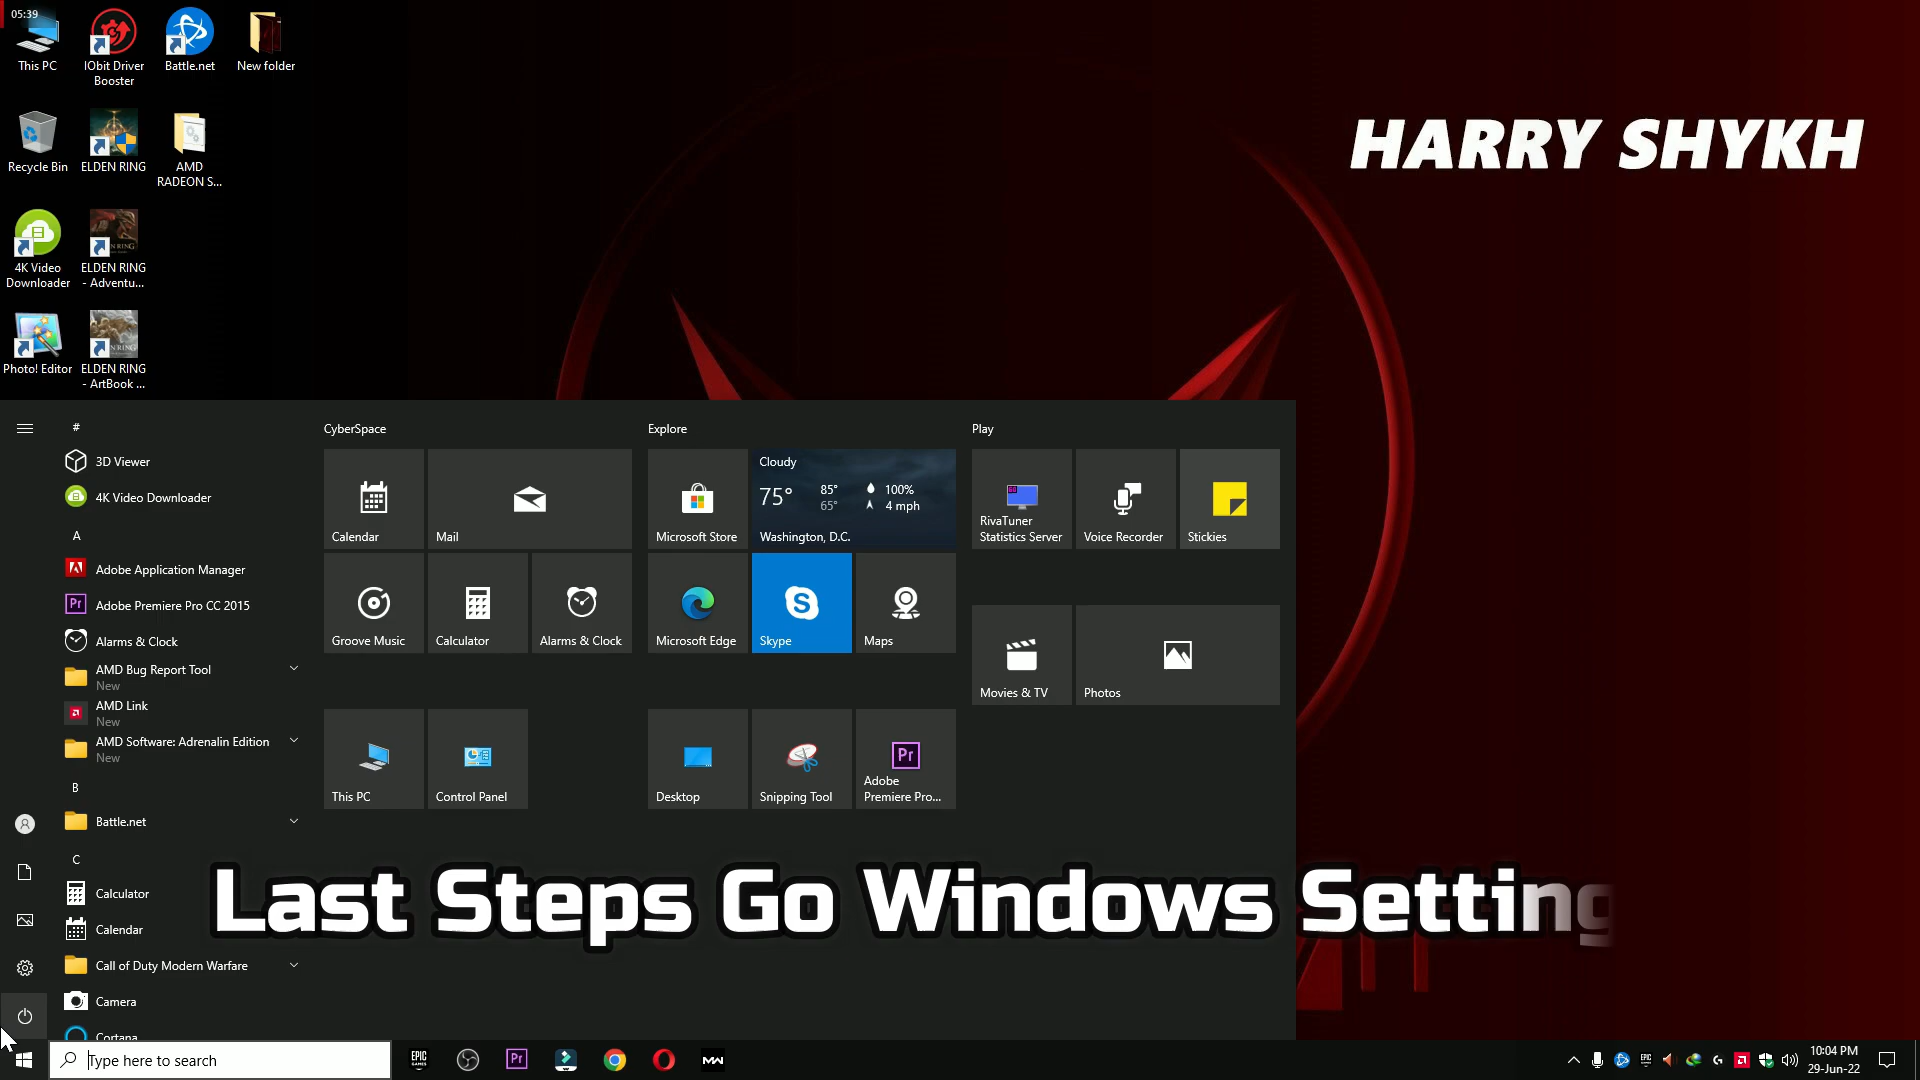 05:39
This PC
IObit Driver
Booster
Battle.net
New folder
Recycle Bin
ELDEN RING
AMD
RADEON S...
4K Video
Downloader
ELDEN RING
- Adventu...
Photo! Editor
ELDEN RING
- ArtBook ...
HARRY SHYKH
#
3D Viewer
4K Video Downloader
A
Adobe Application Manager
Adobe Premiere Pro CC 2015
Alarms & Clock
AMD Bug Report Tool
New
AMD Link
New
AMD Software: Adrenalin Edition
New
B
Battle.net
C
Calculator
Calendar
Call of Duty Modern Warfare
Camera
Cortana
CyberSpace
Calendar
Mail
Groove Music
Calculator
Alarms & Clock
This PC
Control Panel
Explore
Microsoft Store
Cloudy
75°
85°
65°
100%
4 mph
Washington, D.C.
Microsoft Edge
Skype
Maps
Desktop
Snipping Tool
Adobe
Premiere Pro...
Play
RivaTuner
Statistics Server
Voice Recorder
Stickies
Movies & TV
Photos
Last Steps Go Windows Setting
Type here to search
10:04 PM
29-Jun-22